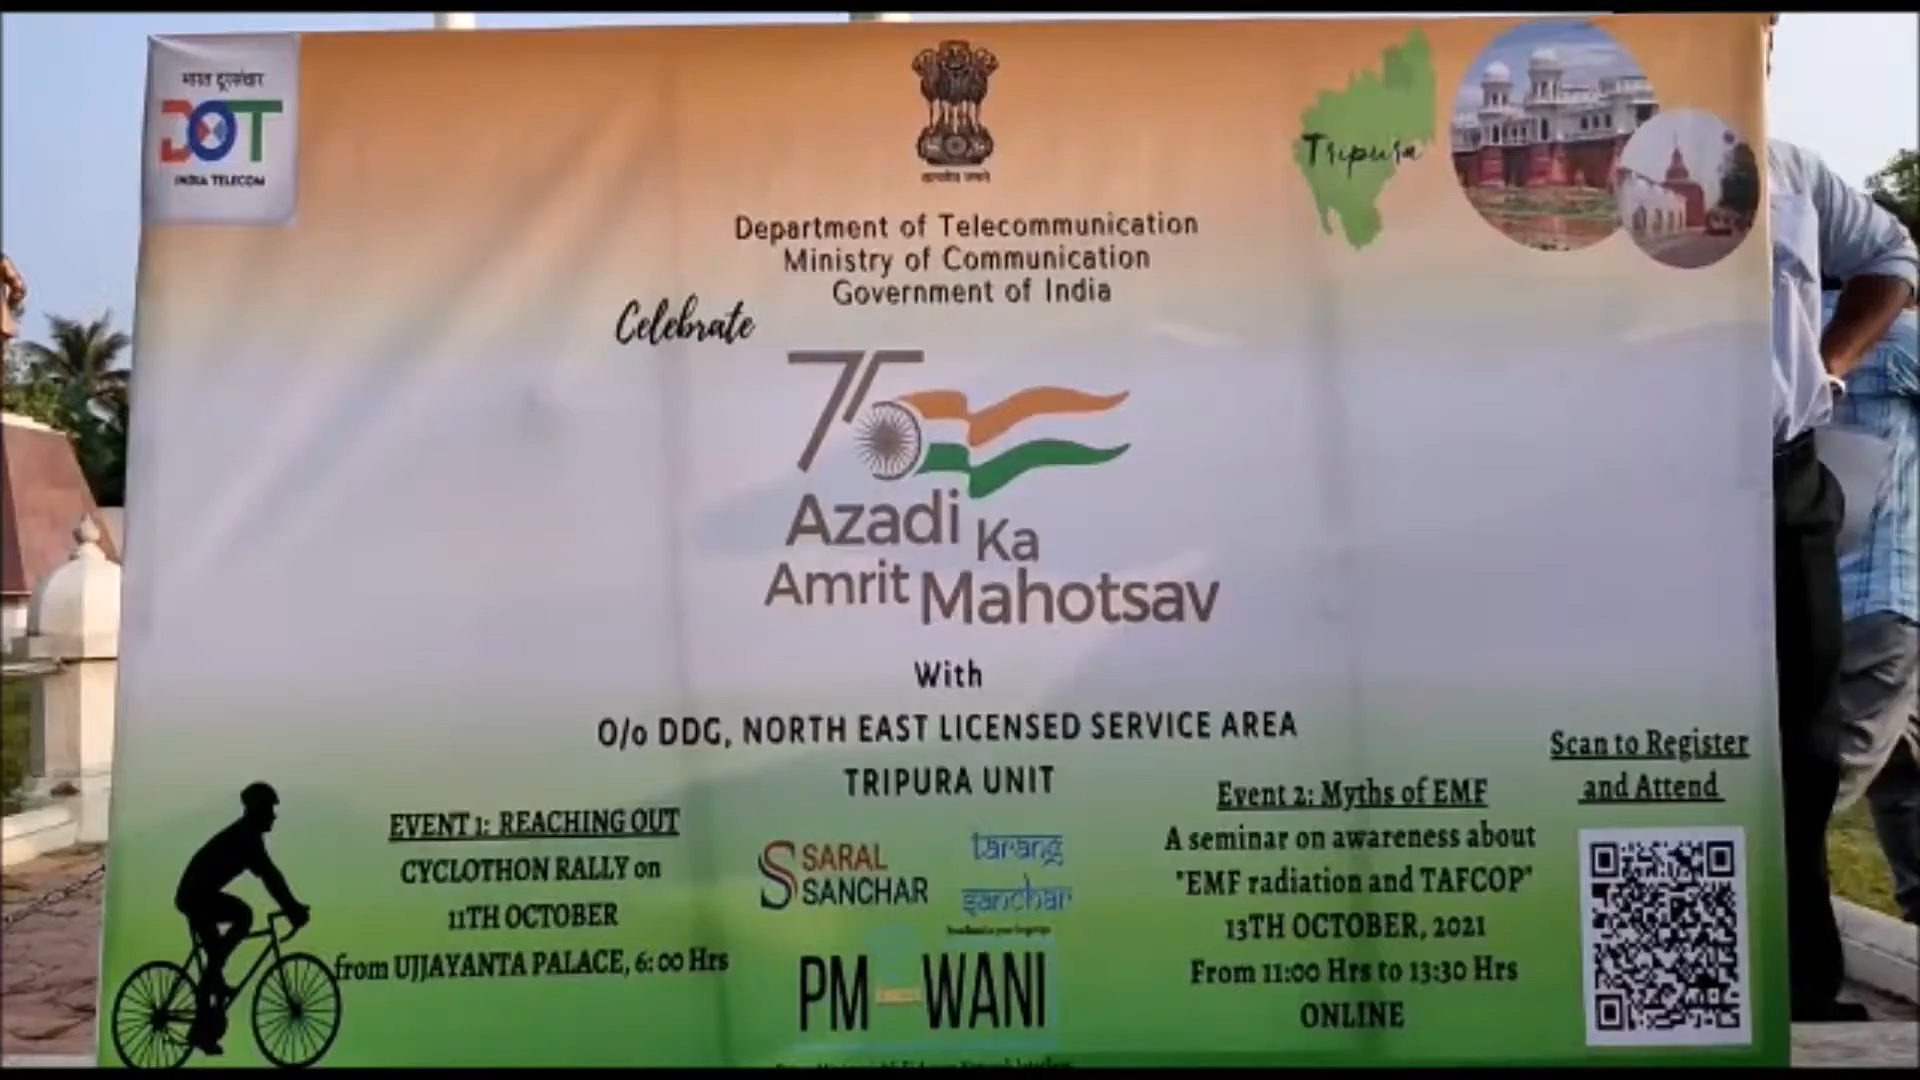 भारत दूरसंचार
DOT
INDIA TELECOM
सत्यमेव जयते
Tripura
Department of Telecommunication
Ministry of Communication
Government of India
Celebrate
75
Azadi Ka
Amrit Mahotsav
With
O/o DDG, NORTH EAST LICENSED SERVICE AREA
TRIPURA UNIT
EVENT 1: REACHING OUT
CYCLOTHON RALLY on
11TH OCTOBER
from UJJAYANTA PALACE, 6:00 Hrs
SARAL
SANCHAR
tarang
sanchar
PM WANI
Event 2: Myths of EMF
A seminar on awareness about
"EMF radiation and TAFCOP"
13TH OCTOBER, 2021
From 11:00 Hrs to 13:30 Hrs
ONLINE
Scan to Register
and Attend